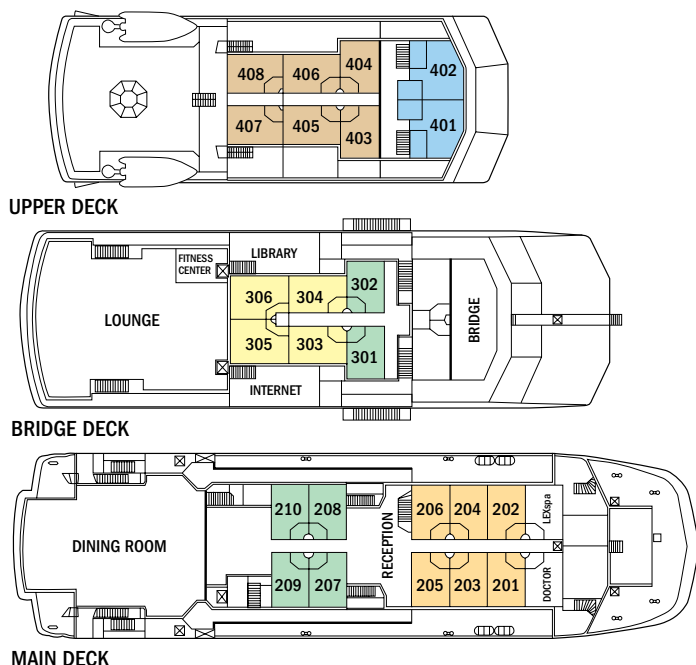 408 406 404
402
407 405 403
401
UPPER DECK
FITNESS
CENTER
LIBRARY
306 304 302
LOUNGE
BRIDGE
305 303 301
INTERNET
BRIDGE DECK
210 208
206 204 202
LEXspa
DINING ROOM
RECEPTION
209 207
205 203 201
DOCTOR
MAIN DECK